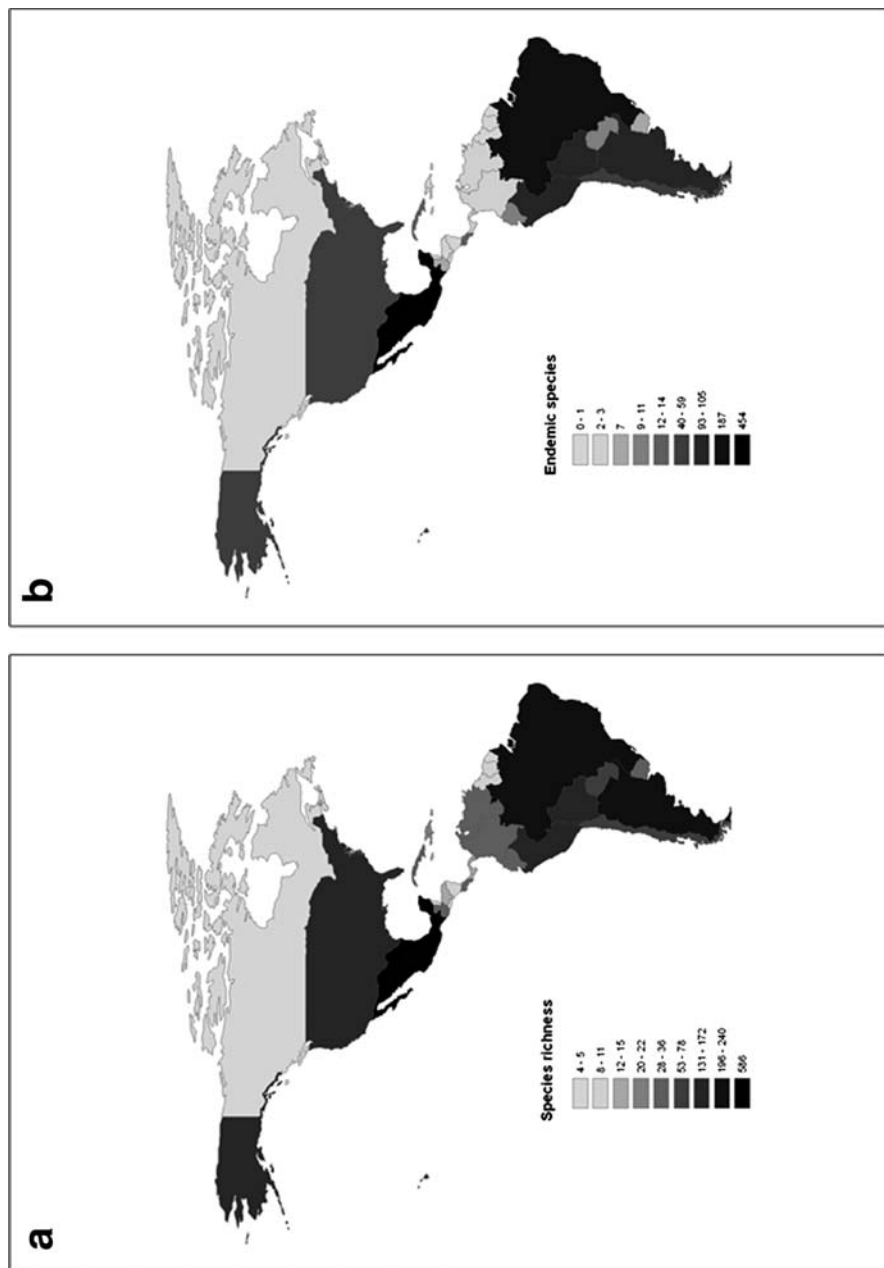 a
Species richness
4 - 5
8 - 11
12 - 15
20 - 22
28 - 36
53 - 78
131 - 172
196 - 240
586
b
Endemic species
0 - 1
2 - 3
7
9 - 11
12 - 14
40 - 59
93 - 105
187
454